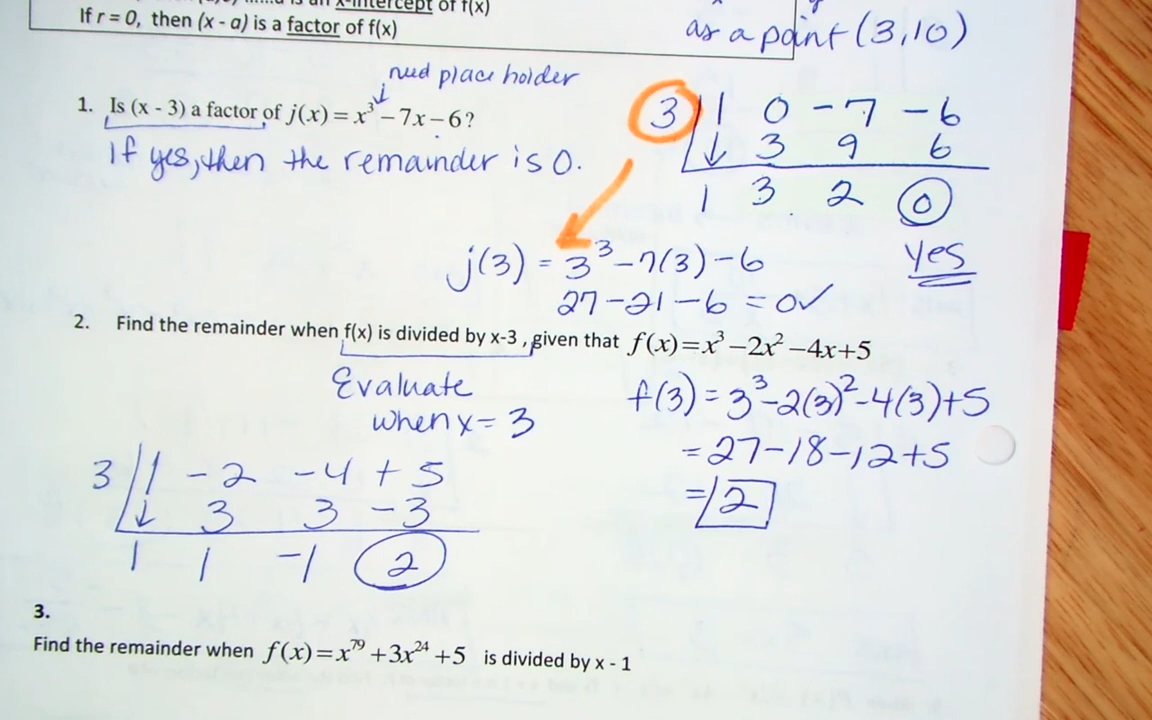 x-intercept of f(x)
If r = 0, then (x - a) is a factor of f(x)
as a point (3,10)
need place holder
1. Is (x - 3) a factor of j(x) = x³ − 7x − 6?
If yes, then the remainder is 0.
3 1 0 -7 -6
↓ 3 9 6
1 3 2 0
yes
j(3) = 3³ - 7(3) - 6
27 - 21 - 6 = 0 ✓
2. Find the remainder when f(x) is divided by x-3 , given that f(x) = x³ − 2x² − 4x + 5
Evaluate
when x = 3
f(3) = 3³ - 2(3)² - 4(3) + 5
= 27 - 18 - 12 + 5
= 2
3 1 -2 -4 + 5
↓ 3 3 -3
1 1 -1 2
3.
Find the remainder when f(x) = x⁷⁹ + 3x²⁴ + 5 is divided by x - 1